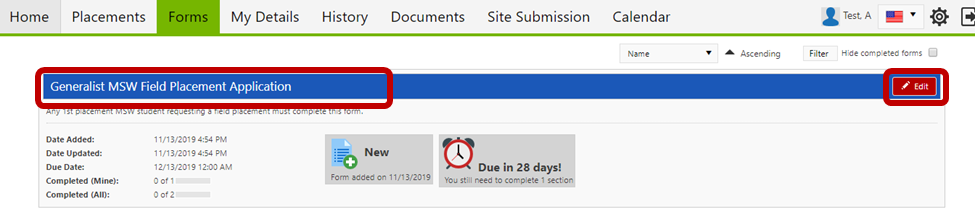 Home Placements Forms My Details History Documents Site Submission Calendar Test, A
Name Ascending Filter Hide completed forms
Generalist MSW Field Placement Application Edit
Any 1st placement MSW student requesting a field placement must complete this form.
Date Added: 11/13/2019 4:54 PM
Date Updated: 11/13/2019 4:54 PM
Due Date: 12/13/2019 12:00 AM
Completed (Mine): 0 of 1
Completed (All): 0 of 2
New
Form added on 11/13/2019
Due in 28 days!
You still need to complete 1 section